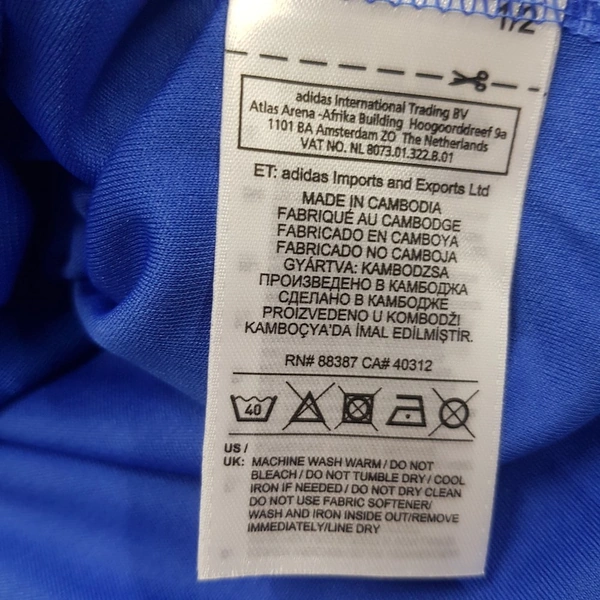 1/2
adidas International Trading BV
Atlas Arena -Afrika Building Hoogoorddreef 9a
1101 BA Amsterdam ZO The Netherlands
VAT NO. NL 8073.01.322.B.01
ET: adidas Imports and Exports Ltd
MADE IN CAMBODIA
FABRIQUÉ AU CAMBODGE
FABRICADO EN CAMBOYA
FABRICADO NO CAMBOJA
GYÁRTVA: KAMBODZSA
ПРОИЗВЕДЕНО В КАМБОДЖА
СДЕЛАНО В КАМБОДЖЕ
PROIZVEDENO U KOMBODŽI
KAMBOÇYA'DA İMAL EDİLMİŞTİR.
RN# 88387 CA# 40312
40
US /
UK: MACHINE WASH WARM / DO NOT
BLEACH / DO NOT TUMBLE DRY / COOL
IRON IF NEEDED / DO NOT DRY CLEAN
DO NOT USE FABRIC SOFTENER/
WASH AND IRON INSIDE OUT/REMOVE
IMMEDIATELY/LINE DRY